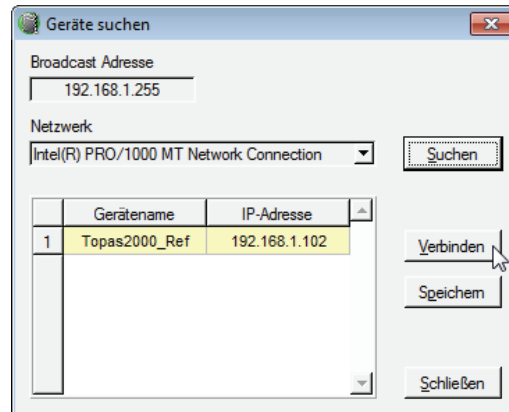 Geräte suchen
Broadcast Adresse
192.168.1.255
Netzwerk
Intel(R) PRO/1000 MT Network Connection
Suchen
Gerätename IP-Adresse
1 Topas2000_Ref 192.168.1.102
Verbinden
Speichern
Schließen